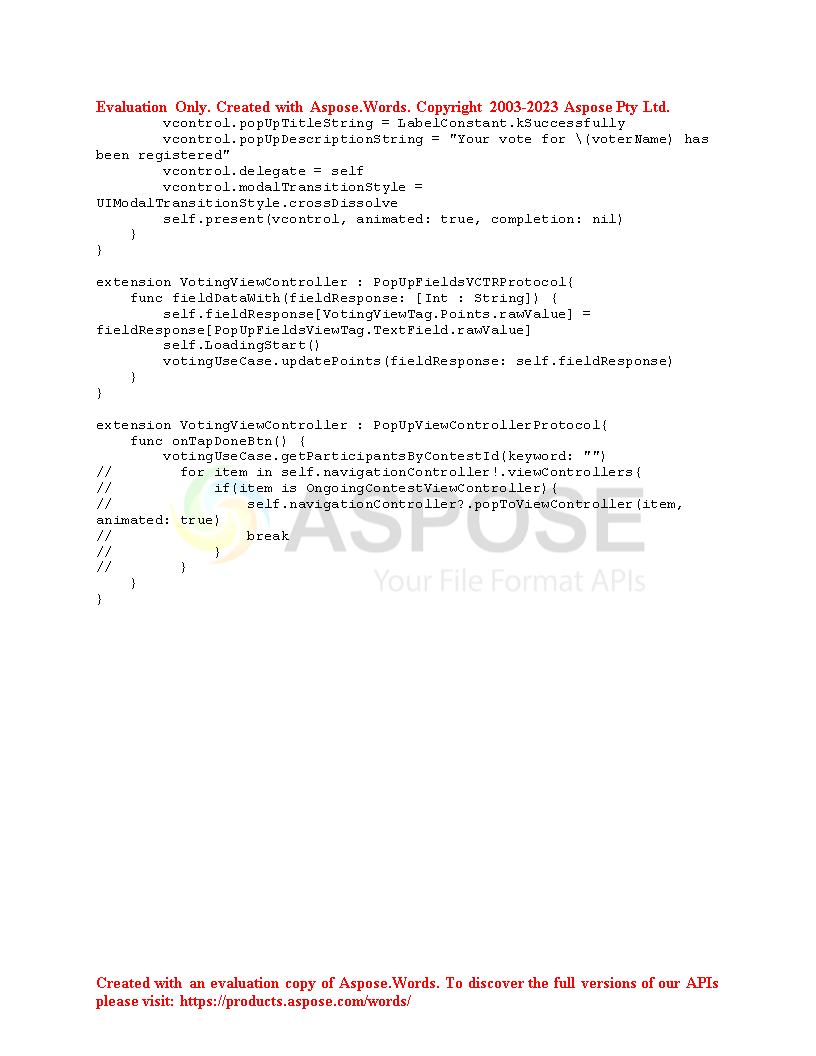 Evaluation Only. Created with Aspose.Words. Copyright 2003-2023 Aspose Pty Ltd.
        vcontrol.popUpTitleString = LabelConstant.kSuccessfully
        vcontrol.popUpDescriptionString = "Your vote for \(voterName) has
been registered"
        vcontrol.delegate = self
        vcontrol.modalTransitionStyle =
UIModalTransitionStyle.crossDissolve
        self.present(vcontrol, animated: true, completion: nil)
    }
}

extension VotingViewController : PopUpFieldsVCTRProtocol{
    func fieldDataWith(fieldResponse: [Int : String]) {
        self.fieldResponse[VotingViewTag.Points.rawValue] =
fieldResponse[PopUpFieldsViewTag.TextField.rawValue]
        self.LoadingStart()
        votingUseCase.updatePoints(fieldResponse: self.fieldResponse)
    }
}

extension VotingViewController : PopUpViewControllerProtocol{
    func onTapDoneBtn() {
        votingUseCase.getParticipantsByContestId(keyword: "")
//        for item in self.navigationController!.viewControllers{
//            if(item is OngoingContestViewController){
//                self.navigationController?.popToViewController(item,
animated: true)
//                break
//            }
//        }
    }
}
ASPOSE
Your File Format APIs
Created with an evaluation copy of Aspose.Words. To discover the full versions of our APIs
please visit: https://products.aspose.com/words/